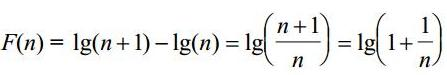 F(n) = lg(n+1) − lg(n) = lg((n+1)/n) = lg(1+1/n)